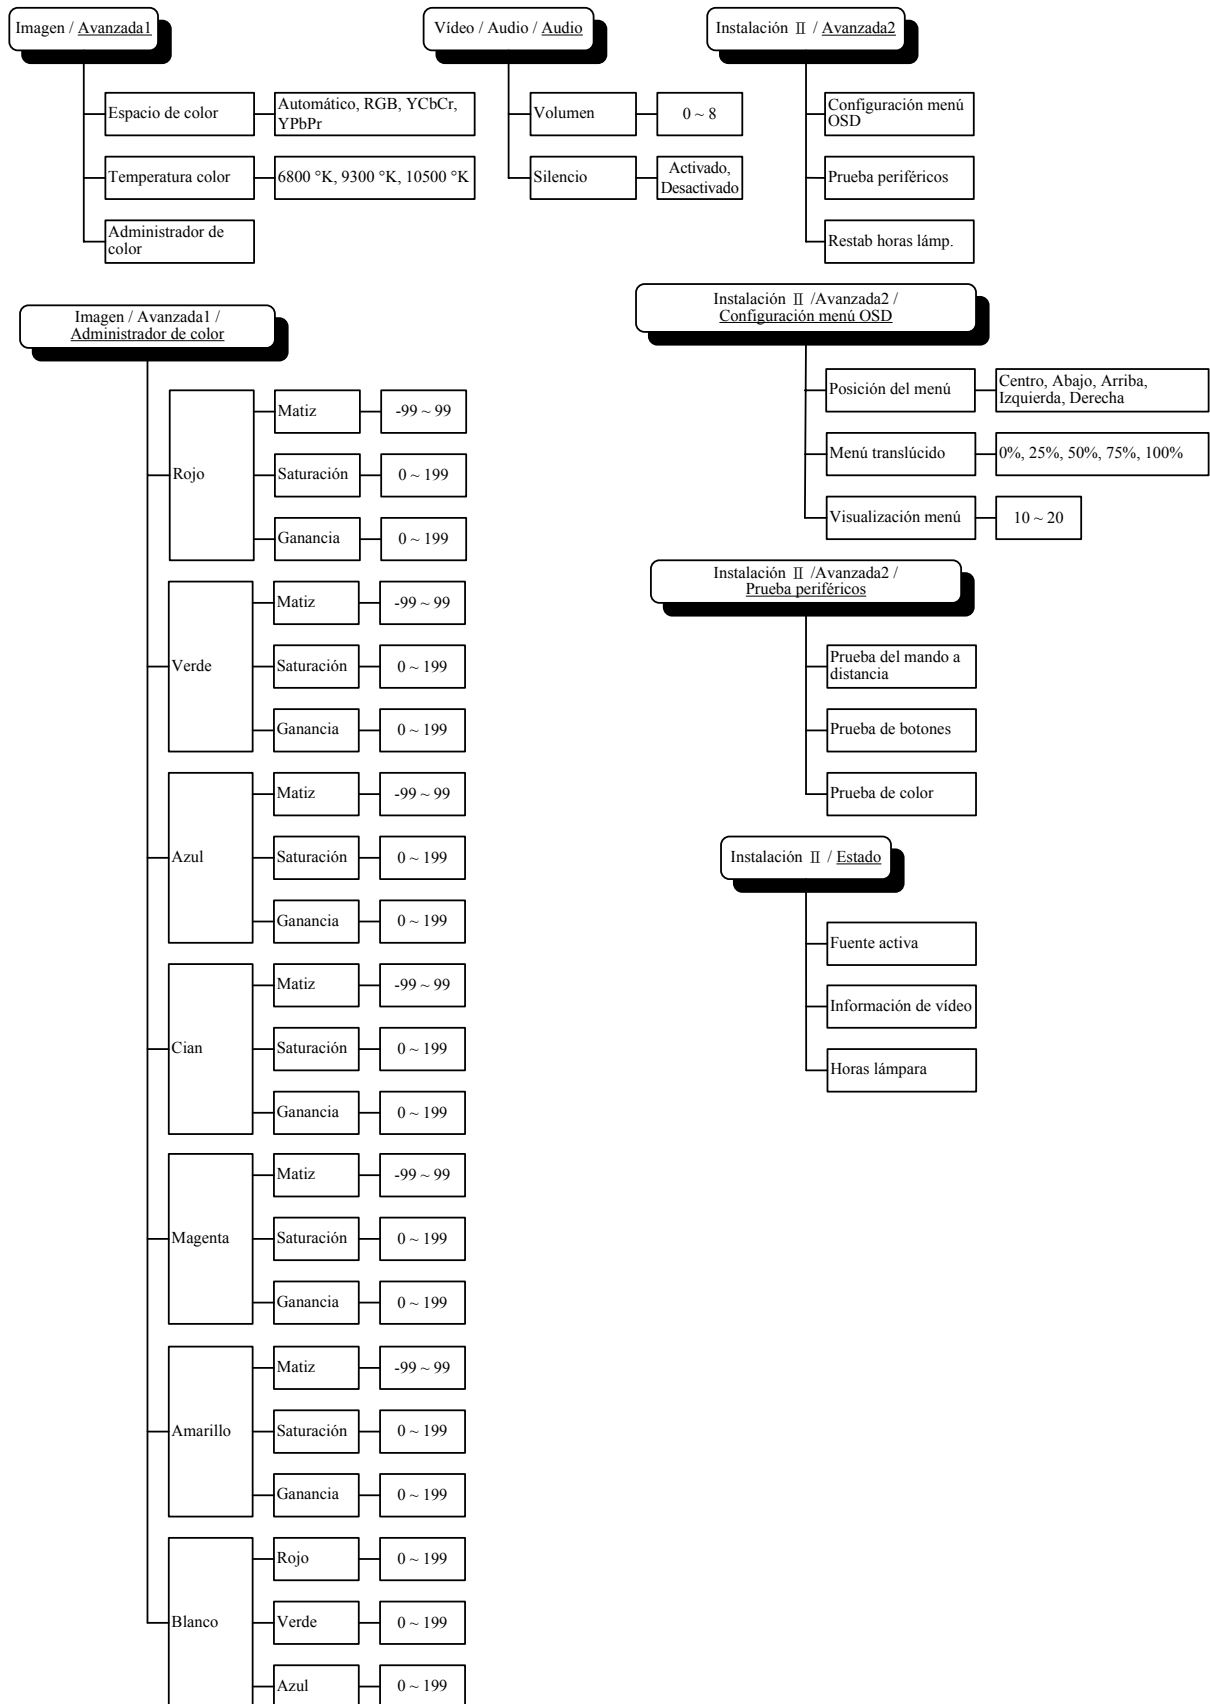 Imagen / Avanzada1
Espacio de color
Automático, RGB, YCbCr,
YPbPr
Temperatura color
6800 °K, 9300 °K, 10500 °K
Administrador de
color
Vídeo / Audio / Audio
Volumen
0 ~ 8
Silencio
Activado,
Desactivado
Instalación Ⅱ / Avanzada2
Configuración menú
OSD
Prueba periféricos
Restab horas lámp.
Imagen / Avanzada1 /
Administrador de color
Rojo
Matiz
-99 ~ 99
Saturación
0 ~ 199
Ganancia
0 ~ 199
Verde
Matiz
-99 ~ 99
Saturación
0 ~ 199
Ganancia
0 ~ 199
Azul
Matiz
-99 ~ 99
Saturación
0 ~ 199
Ganancia
0 ~ 199
Cian
Matiz
-99 ~ 99
Saturación
0 ~ 199
Ganancia
0 ~ 199
Magenta
Matiz
-99 ~ 99
Saturación
0 ~ 199
Ganancia
0 ~ 199
Amarillo
Matiz
-99 ~ 99
Saturación
0 ~ 199
Ganancia
0 ~ 199
Blanco
Rojo
0 ~ 199
Verde
0 ~ 199
Azul
0 ~ 199
Instalación Ⅱ /Avanzada2 /
Configuración menú OSD
Posición del menú
Centro, Abajo, Arriba,
Izquierda, Derecha
Menú translúcido
0%, 25%, 50%, 75%, 100%
Visualización menú
10 ~ 20
Instalación Ⅱ /Avanzada2 /
Prueba periféricos
Prueba del mando a
distancia
Prueba de botones
Prueba de color
Instalación Ⅱ / Estado
Fuente activa
Información de vídeo
Horas lámpara